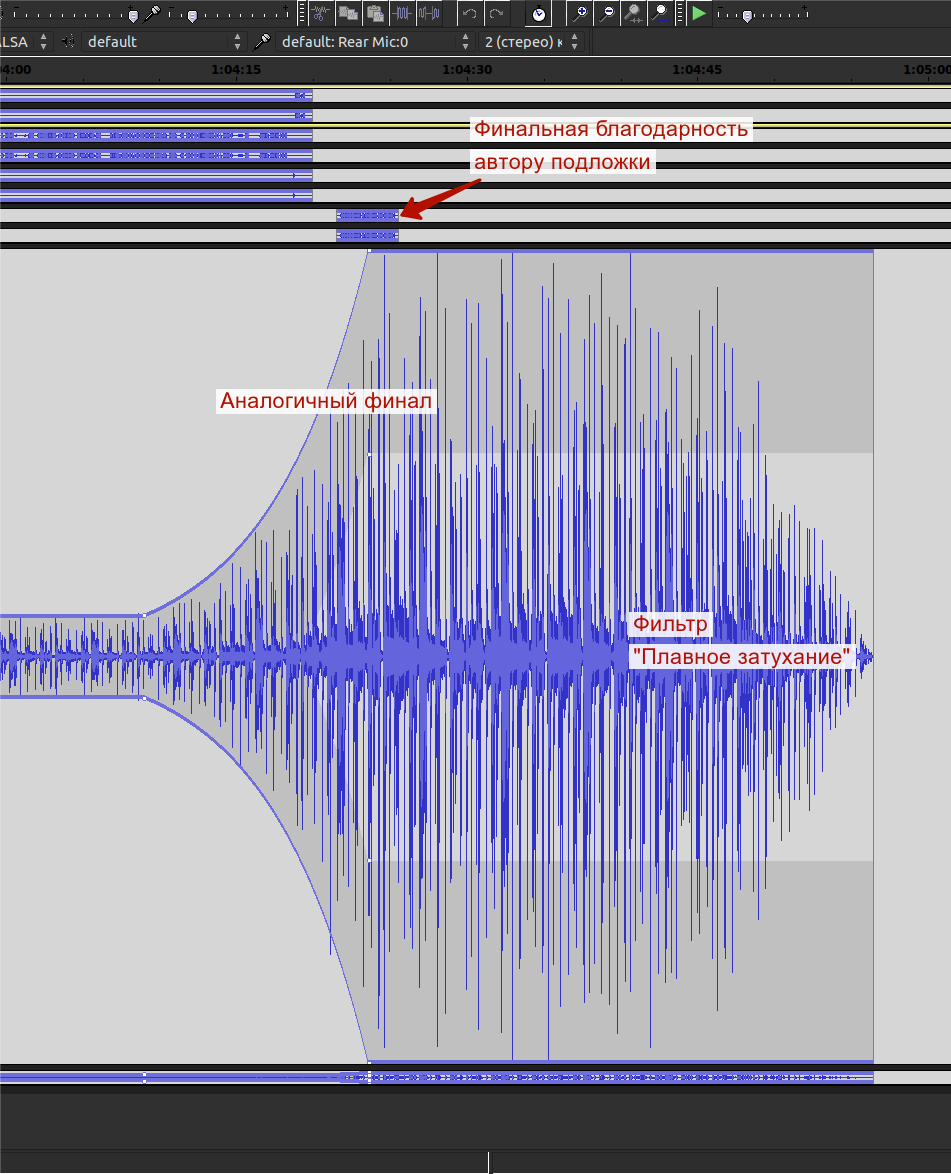 LSA
default
default: Rear Mic:0
2 (стерео) к
4:00
1:04:15
1:04:30
1:04:45
1:05:00
Финальная благодарность
автору подложки
Аналогичный финал
Фильтр
"Плавное затухание"